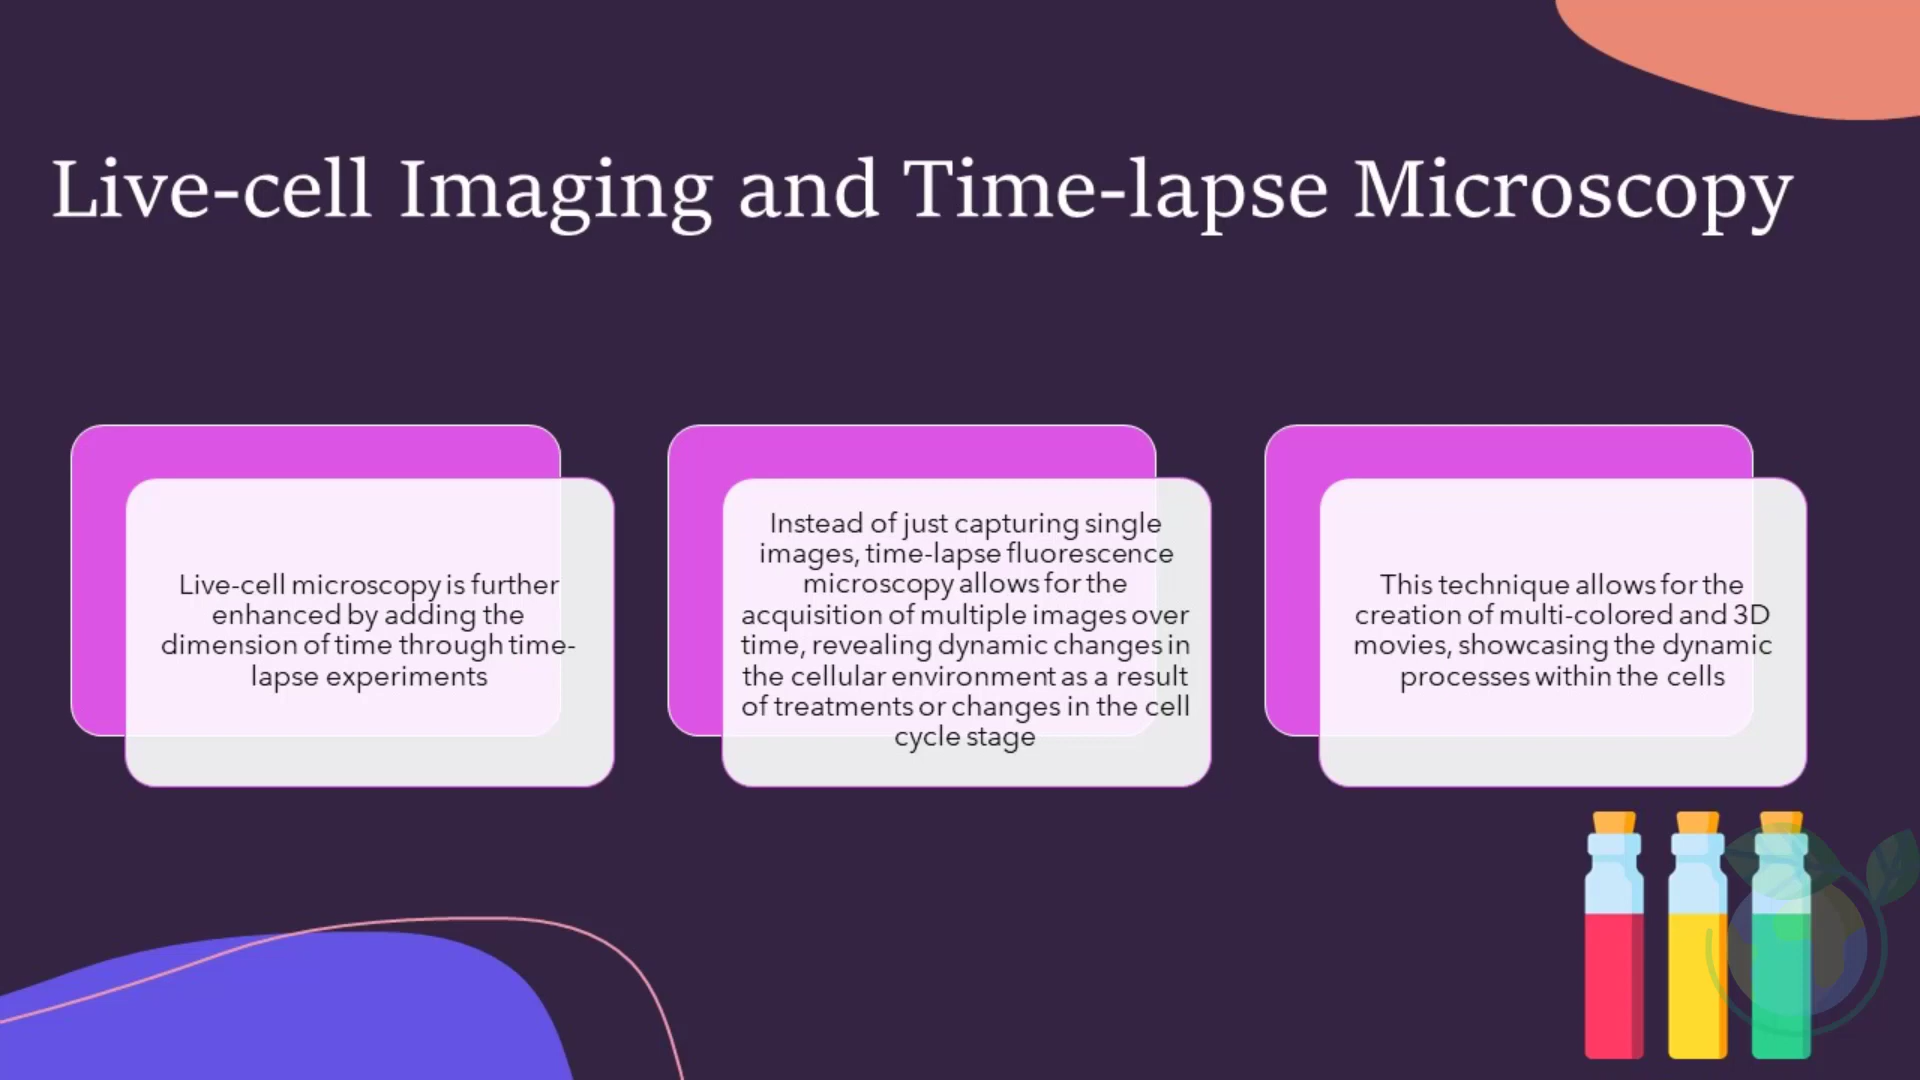 Live-cell Imaging and Time-lapse Microscopy
Live-cell microscopy is further
enhanced by adding the
dimension of time through time-
lapse experiments
Instead of just capturing single
images, time-lapse fluorescence
microscopy allows for the
acquisition of multiple images over
time, revealing dynamic changes in
the cellular environment as a result
of treatments or changes in the cell
cycle stage
This technique allows for the
creation of multi-colored and 3D
movies, showcasing the dynamic
processes within the cells